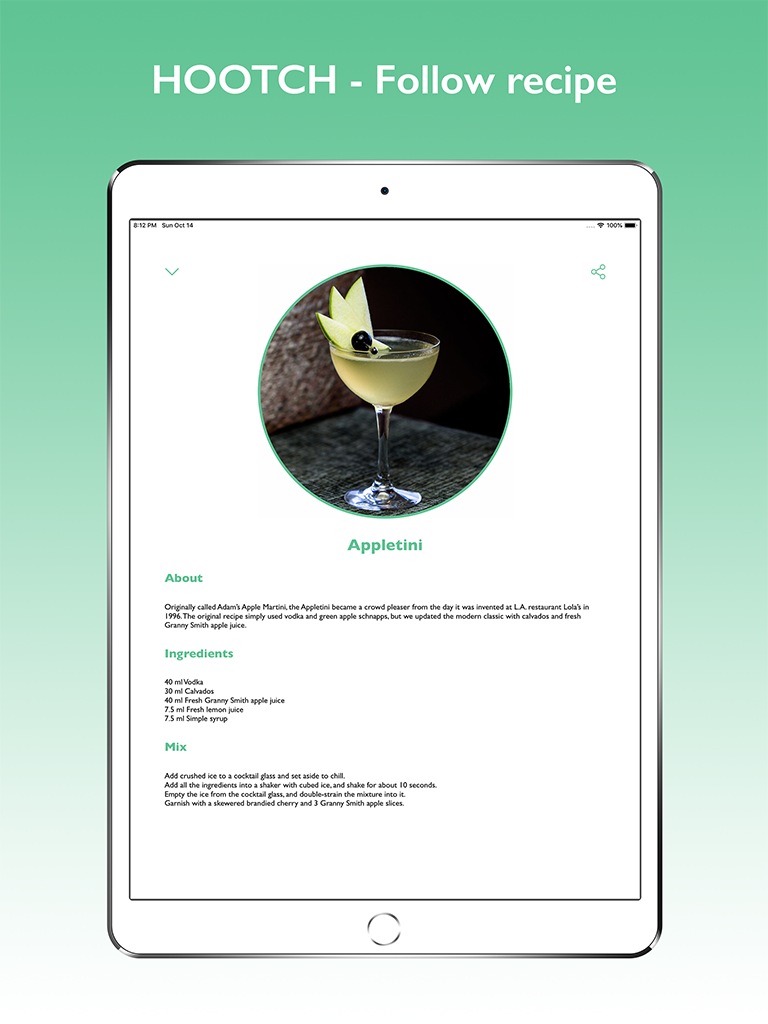 HOOTCH - Follow recipe
8:12 PM Sun Oct 14
100%
Appletini
About
Originally called Adam's Apple Martini, the Appletini became a crowd pleaser from the day it was invented at L.A. restaurant Lola's in
1996. The original recipe simply used vodka and green apple schnapps, but we updated the modern classic with calvados and fresh
Granny Smith apple juice.
Ingredients
40 ml Vodka
30 ml Calvados
40 ml Fresh Granny Smith apple juice
7.5 ml Fresh lemon juice
7.5 ml Simple syrup
Mix
Add crushed ice to a cocktail glass and set aside to chill.
Add all the ingredients into a shaker with cubed ice, and shake for about 10 seconds.
Empty the ice from the cocktail glass, and double-strain the mixture into it.
Garnish with a skewered brandied cherry and 3 Granny Smith apple slices.